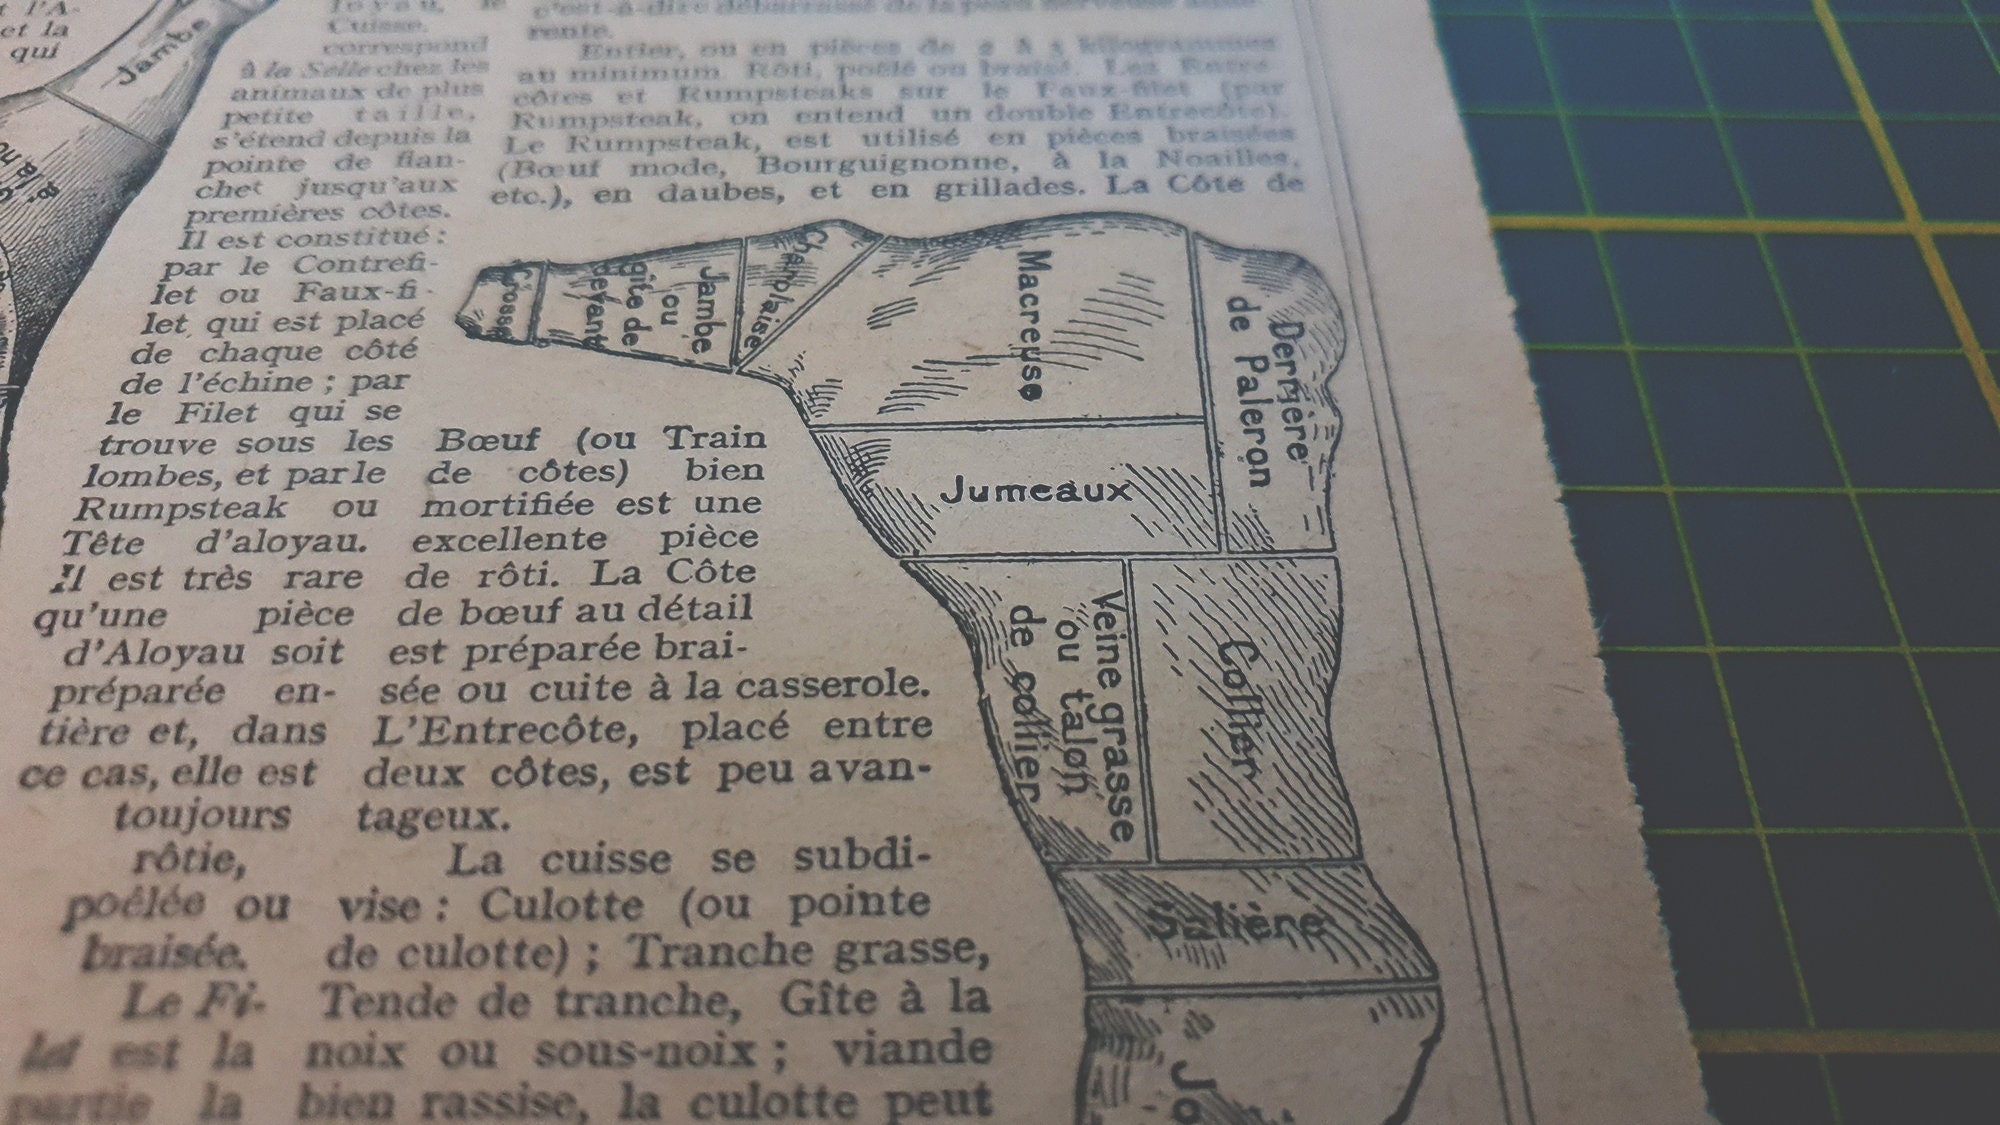 t l'A-
et la
qui
Jambe
Cuisse,
correspond
à la Selle chez les
animaux de plus
petite taille,
s'étend depuis la
pointe de flan-
chet jusqu'aux
premières côtes.
Il est constitué:
par le Contrefi-
let ou Faux-fi-
let, qui est placé
de chaque côté
de l'échine ; par
le Filet qui se
trouve sous les
lombes, et par le
Rumpsteak ou
Tête d'aloyau.
Il est très rare
qu'une pièce
d'Aloyau soit
préparée en-
tière et, dans
ce cas, elle est
toujours
rôtie,
poêlée ou
braisée.
Le Fi-
let est la
partie la
rente.
Entier, ou en pièces de 2 à 5 kilogrammes
au minimum. Rôti, poêlé ou braisé. Les Entre-
côtes et Rumpsteaks sur le Faux-filet (par
Rumpsteak, on entend un double Entrecôte).
Le Rumpsteak, est utilisé en pièces braisées
(Bœuf mode, Bourguignonne, à la Noailles,
etc.), en daubes, et en grillades. La Côte de
Bœuf (ou Train
de côtes) bien
mortifiée est une
excellente pièce
de rôti. La Côte
de bœuf au détail
est préparée brai-
sée ou cuite à la casserole.
L'Entrecôte, placé entre
deux côtes, est peu avan-
tageux.
La cuisse se subdi-
vise : Culotte (ou pointe
de culotte) ; Tranche grasse,
Tende de tranche, Gîte à la
noix ou sous-noix ; viande
bien rassise, la culotte peut
Crosse
Jambe
ou
gîte de
devant
Charolaise
Macreuse
Derrière
de Paleron
Jumeaux
Veine grasse
ou talon
de collier
Collier
Salière
Jo